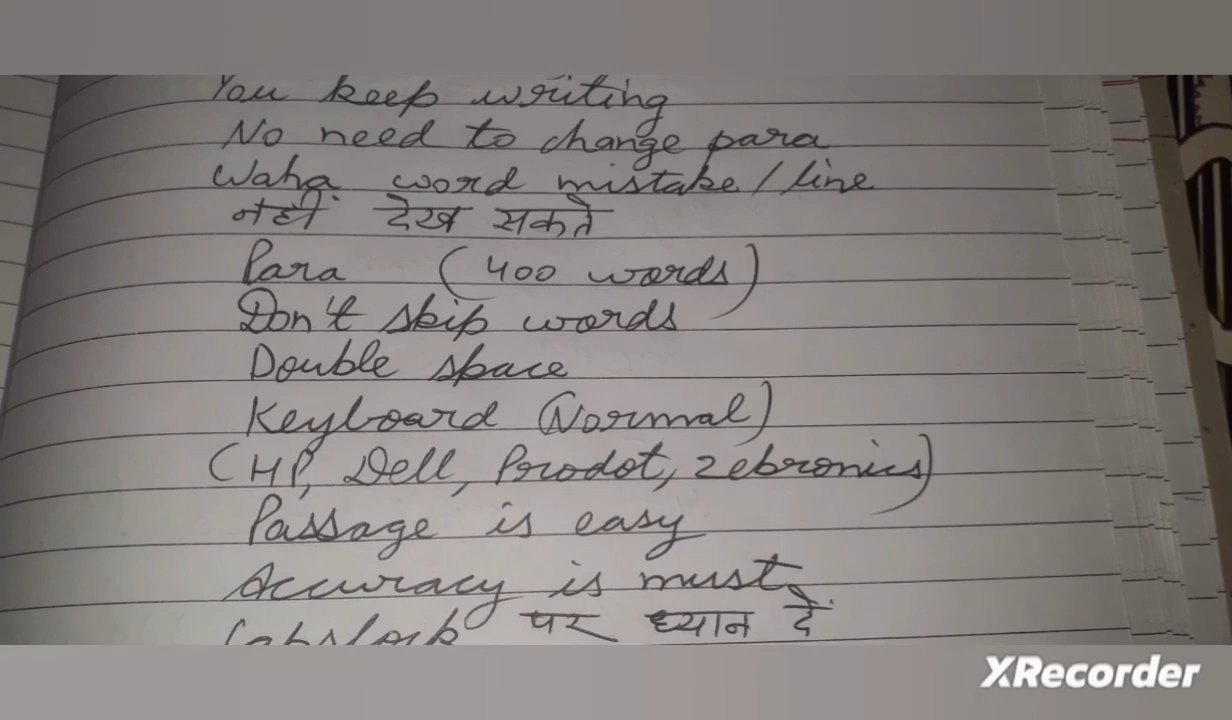 You keep writing
No need to change para
Waha word mistake / line
नहीं देख सकते
Para (400 words)
Don't skip words
Double space
Keyboard (Normal)
(HP, Dell, Prodot, Zebronics)
Passage is easy
Accuracy is must
Capslock पर ध्यान दें
XRecorder